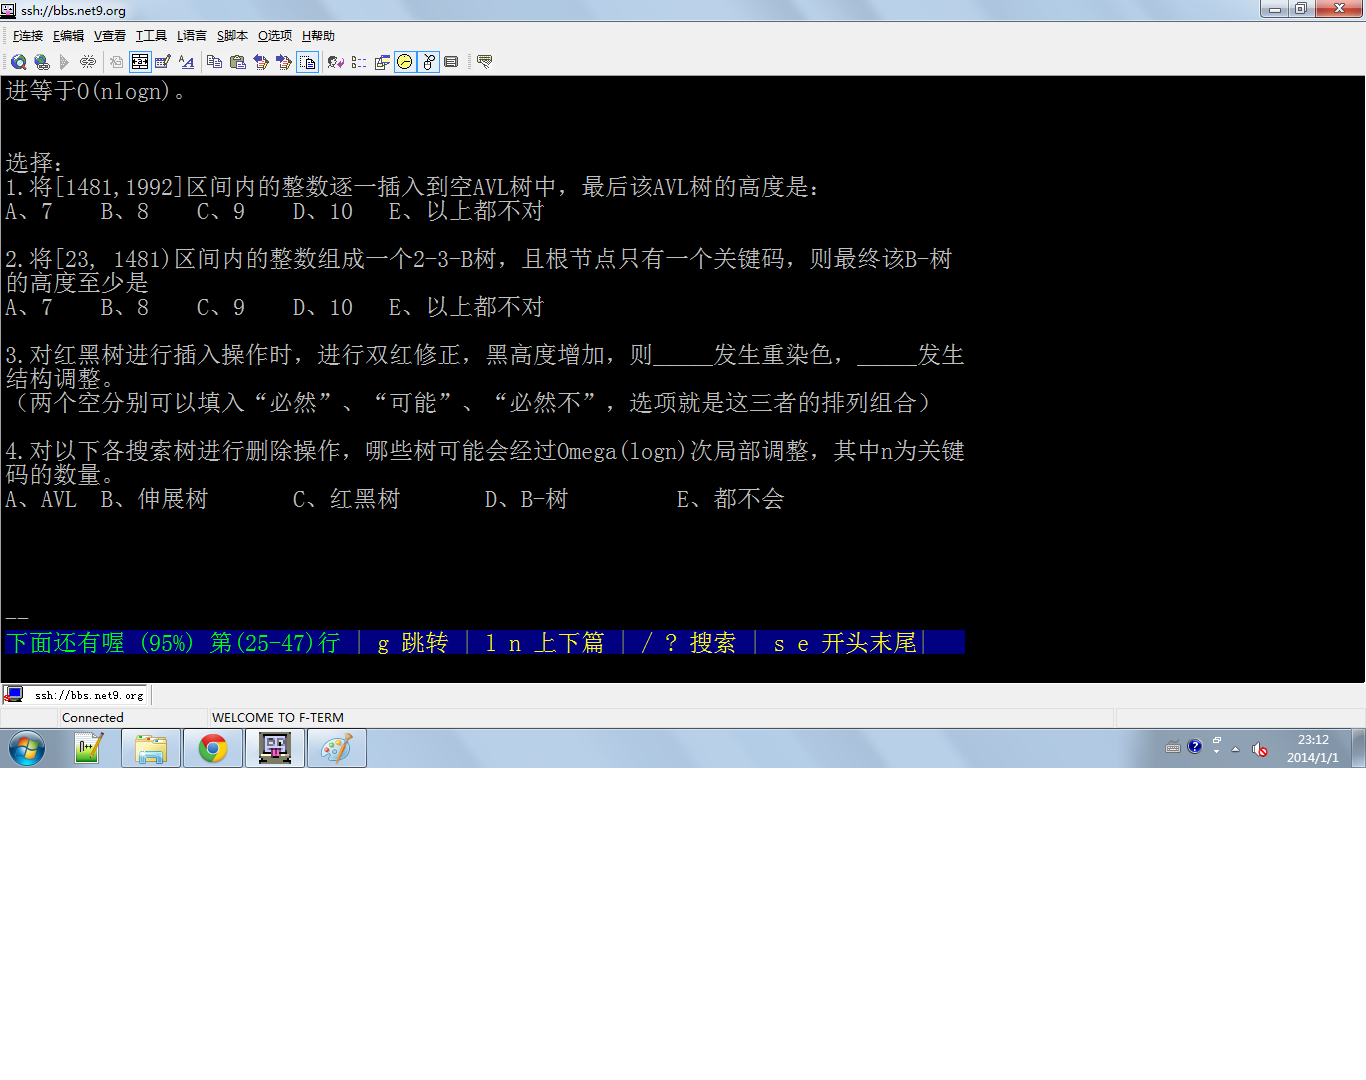 ssh://bbs.net9.org
F连接 E编辑 V查看 T工具 L语言 S脚本 O选项 H帮助
进等于O(nlogn)。
选择：
1.将[1481,1992]区间内的整数逐一插入到空AVL树中，最后该AVL树的高度是：
A、7 B、8 C、9 D、10 E、以上都不对
2.将[23, 1481)区间内的整数组成一个2-3-B树，且根节点只有一个关键码，则最终该B-树
的高度至少是
A、7 B、8 C、9 D、10 E、以上都不对
3.对红黑树进行插入操作时，进行双红修正，黑高度增加，则_____发生重染色，_____发生
结构调整。
（两个空分别可以填入“必然”、“可能”、“必然不”，选项就是这三者的排列组合）
4.对以下各搜索树进行删除操作，哪些树可能会经过Omega(logn)次局部调整，其中n为关键
码的数量。
A、AVL B、伸展树 C、红黑树 D、B-树 E、都不会
--
下面还有喔 (95%) 第(25-47)行 | g 跳转 | l n 上下篇 | / ? 搜索 | s e 开头末尾|
ssh://bbs.net9.org
Connected WELCOME TO F-TERM
23:12
2014/1/1